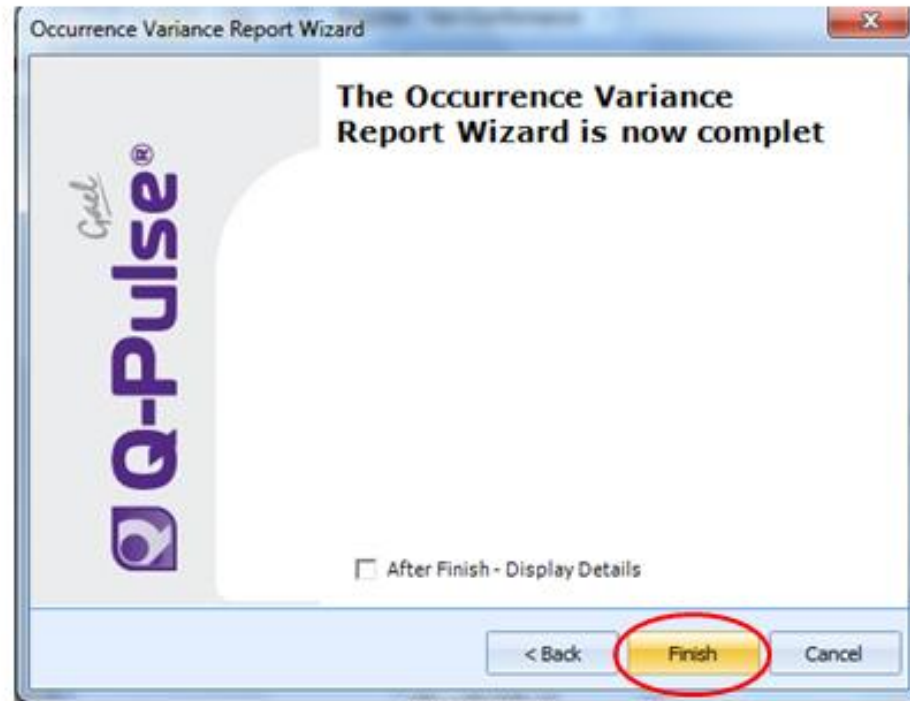 Occurrence Variance Report Wizard
The Occurrence Variance
Report Wizard is now complet
Gael
Q-Pulse®
After Finish - Display Details
< Back
Finish
Cancel